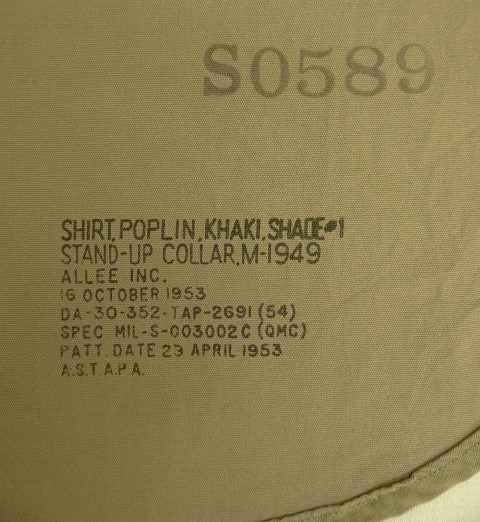 S0589
SHIRT, POPLIN, KHAKI, SHADE#1
STAND-UP COLLAR, M-1949
ALLEE INC.
16 OCTOBER 1953
DA-30-352-TAP-2691 (54)
SPEC. MIL-S-003002C (QMC)
PATT. DATE 29 APRIL 1953
A.S.T.A.P.A.